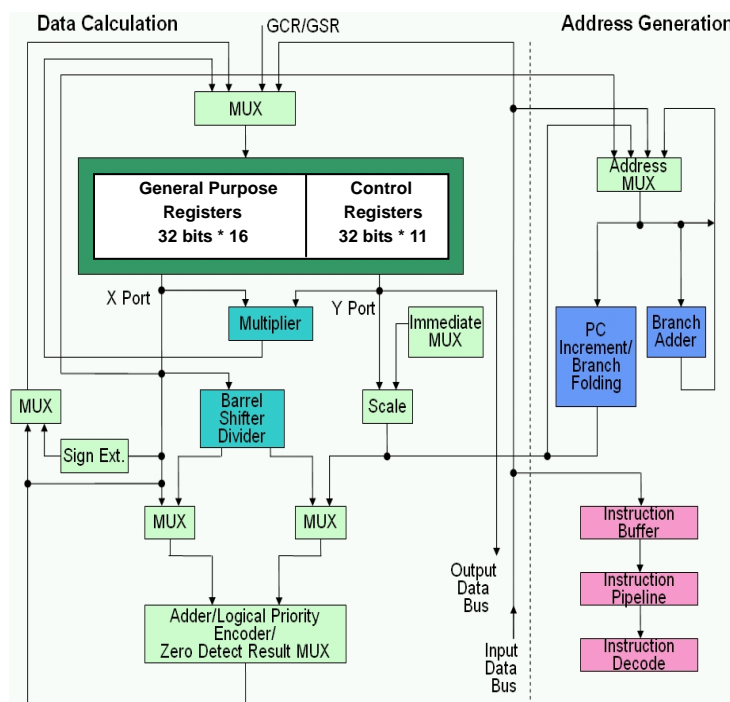 Data Calculation
GCR/GSR
Address Generation
MUX
Address
MUX
General Purpose
Registers
32 bits * 16
Control
Registers
32 bits * 11
X Port
Y Port
Multiplier
Immediate
MUX
PC
Increment/
Branch
Folding
Branch
Adder
MUX
Barrel
Shifter
Divider
Scale
Sign Ext.
MUX
MUX
Instruction
Buffer
Output
Data
Bus
Instruction
Pipeline
Adder/Logical Priority
Encoder/
Zero Detect Result MUX
Input
Data
Bus
Instruction
Decode